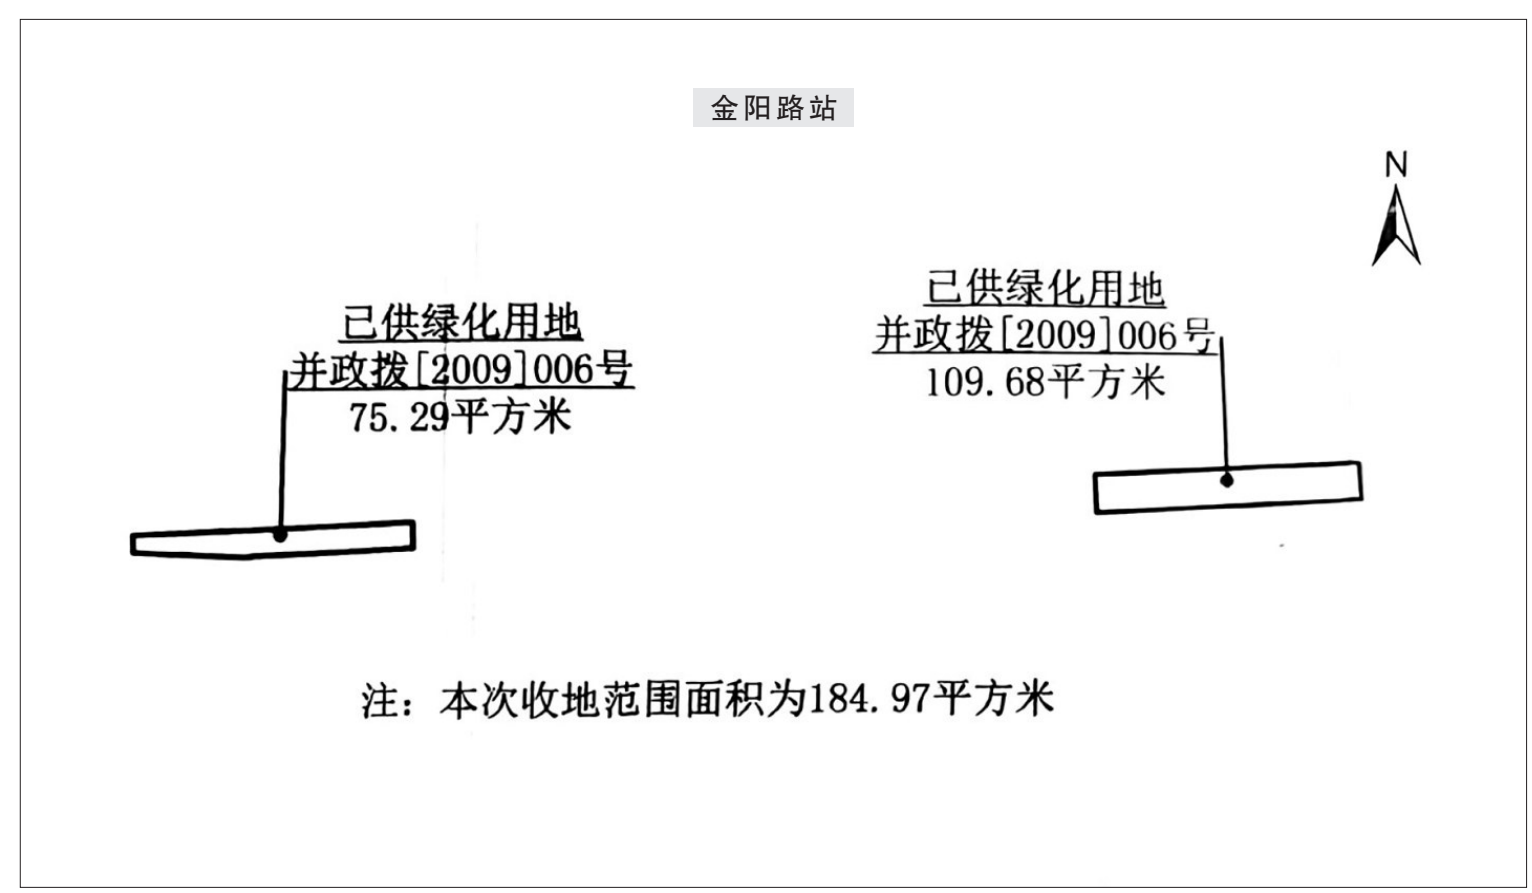 金阳路站
N
已供绿化用地
并政拨[2009]006号
75.29平方米
已供绿化用地
并政拨[2009]006号
109.68平方米
注：本次收地范围面积为184.97平方米